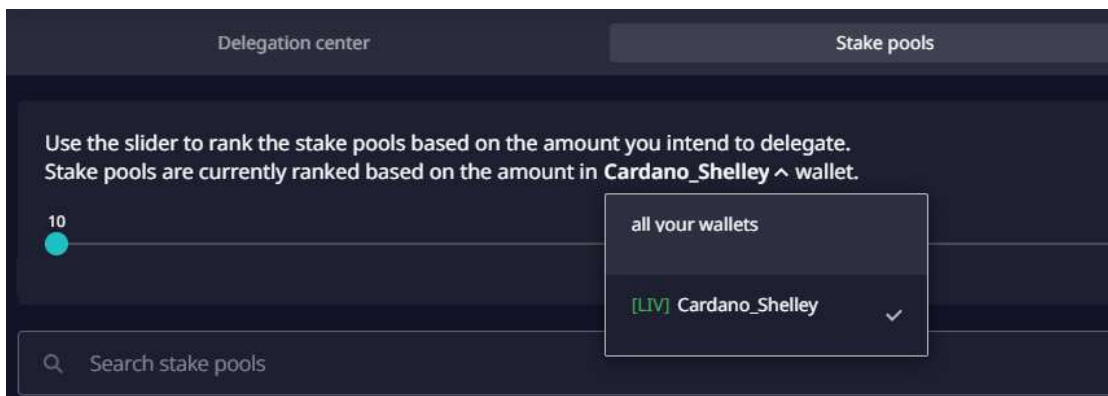 Delegation center
Stake pools
Use the slider to rank the stake pools based on the amount you intend to delegate.
Stake pools are currently ranked based on the amount in Cardano_Shelley wallet.
10
all your wallets
[LIV] Cardano_Shelley
Search stake pools